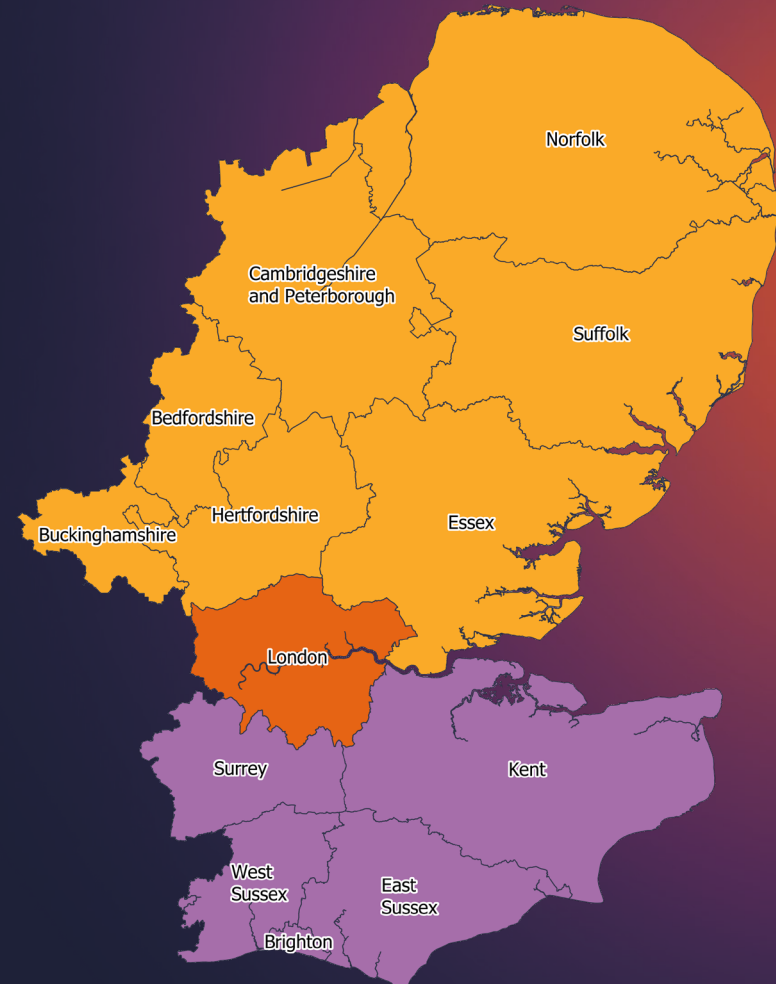 Norfolk
Cambridgeshire
and Peterborough
Suffolk
Bedfordshire
Hertfordshire
Essex
Buckinghamshire
London
Surrey
Kent
West
Sussex
East
Sussex
Brighton